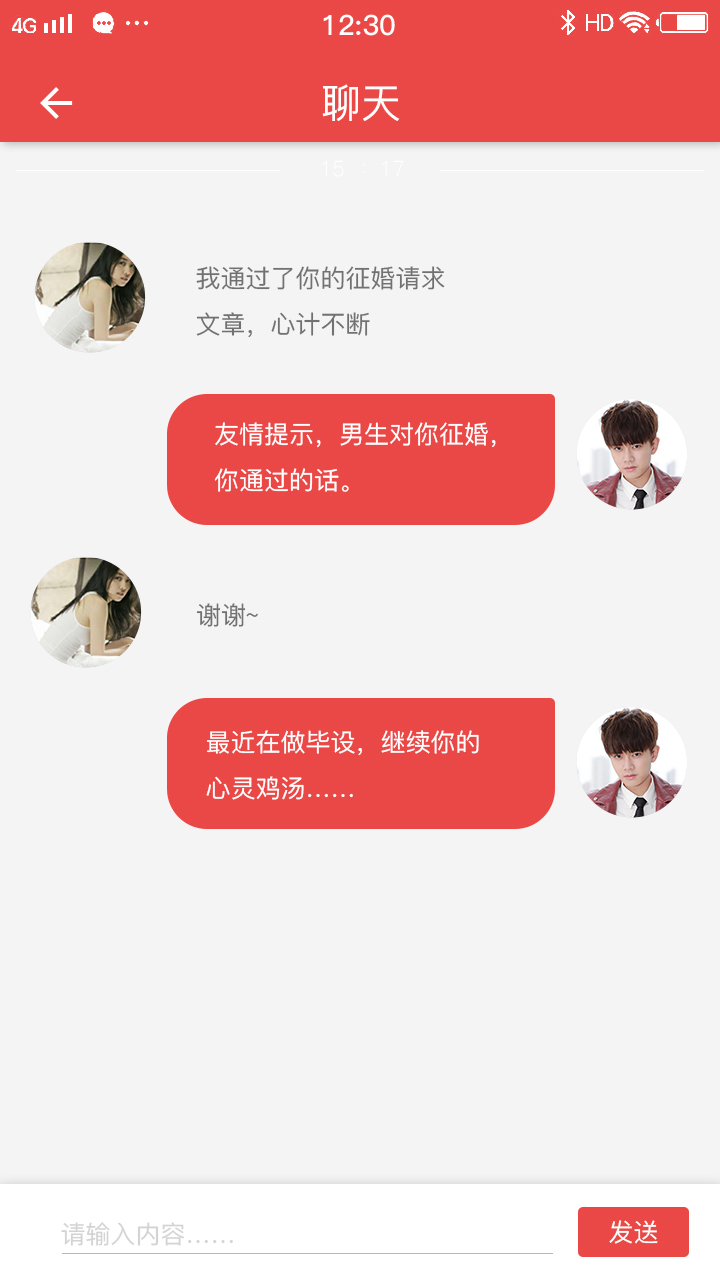 4G 12:30 HD
聊天
15 : 17
我通过了你的征婚请求
文章，心计不断
友情提示，男生对你征婚，
你通过的话。
谢谢~
最近在做毕设，继续你的
心灵鸡汤……
请输入内容……
发送